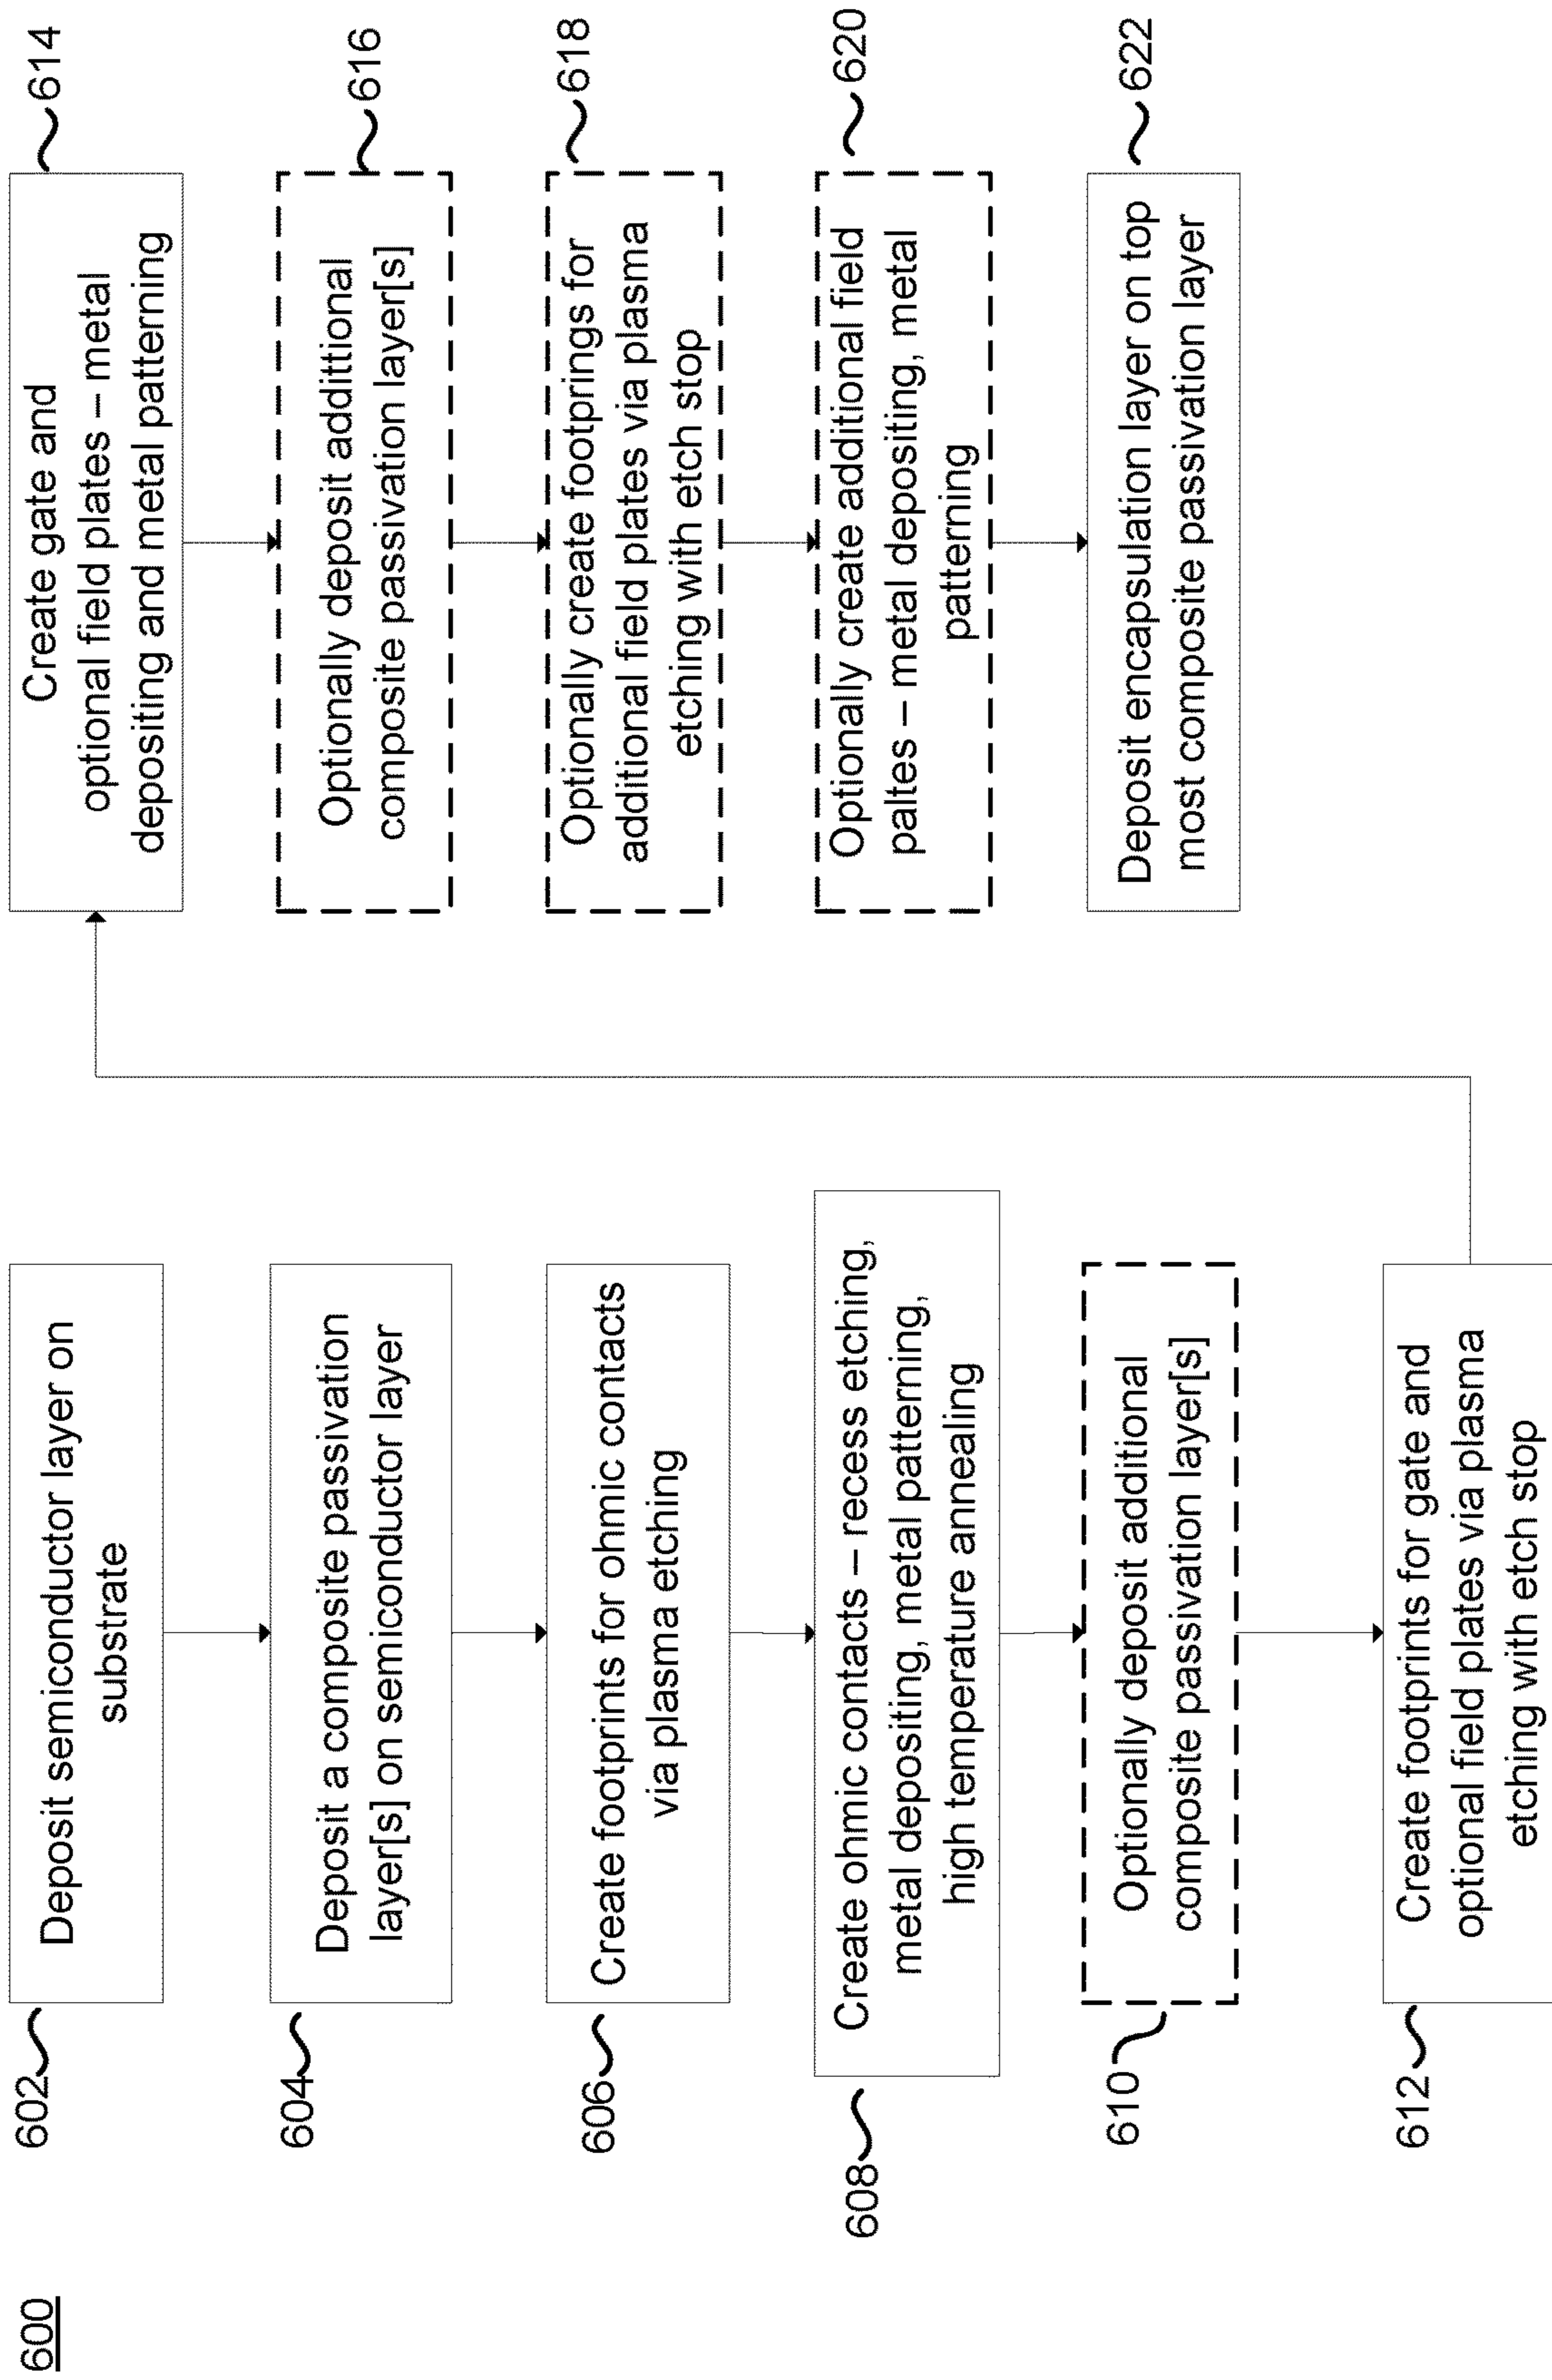 600
602
Deposit semiconductor layer on
substrate
604
Deposit a composite passivation
layer[s] on semiconductor layer
606
Create footprints for ohmic contacts
via plasma etching
608
Create ohmic contacts – recess etching,
metal depositing, metal patterning,
high temperature annealing
610
Optionally deposit additional
composite passivation layer[s]
612
Create footprints for gate and
optional field plates via plasma
etching with etch stop
614
Create gate and
optional field plates – metal
depositing and metal patterning
616
Optionally deposit addittional
composite passivation layer[s]
618
Optionally create footprings for
additional field plates via plasma
etching with etch stop
620
Optionally create additional field
paltes – metal depositing, metal
patterning
622
Deposit encapsulation layer on top
most composite passivation layer